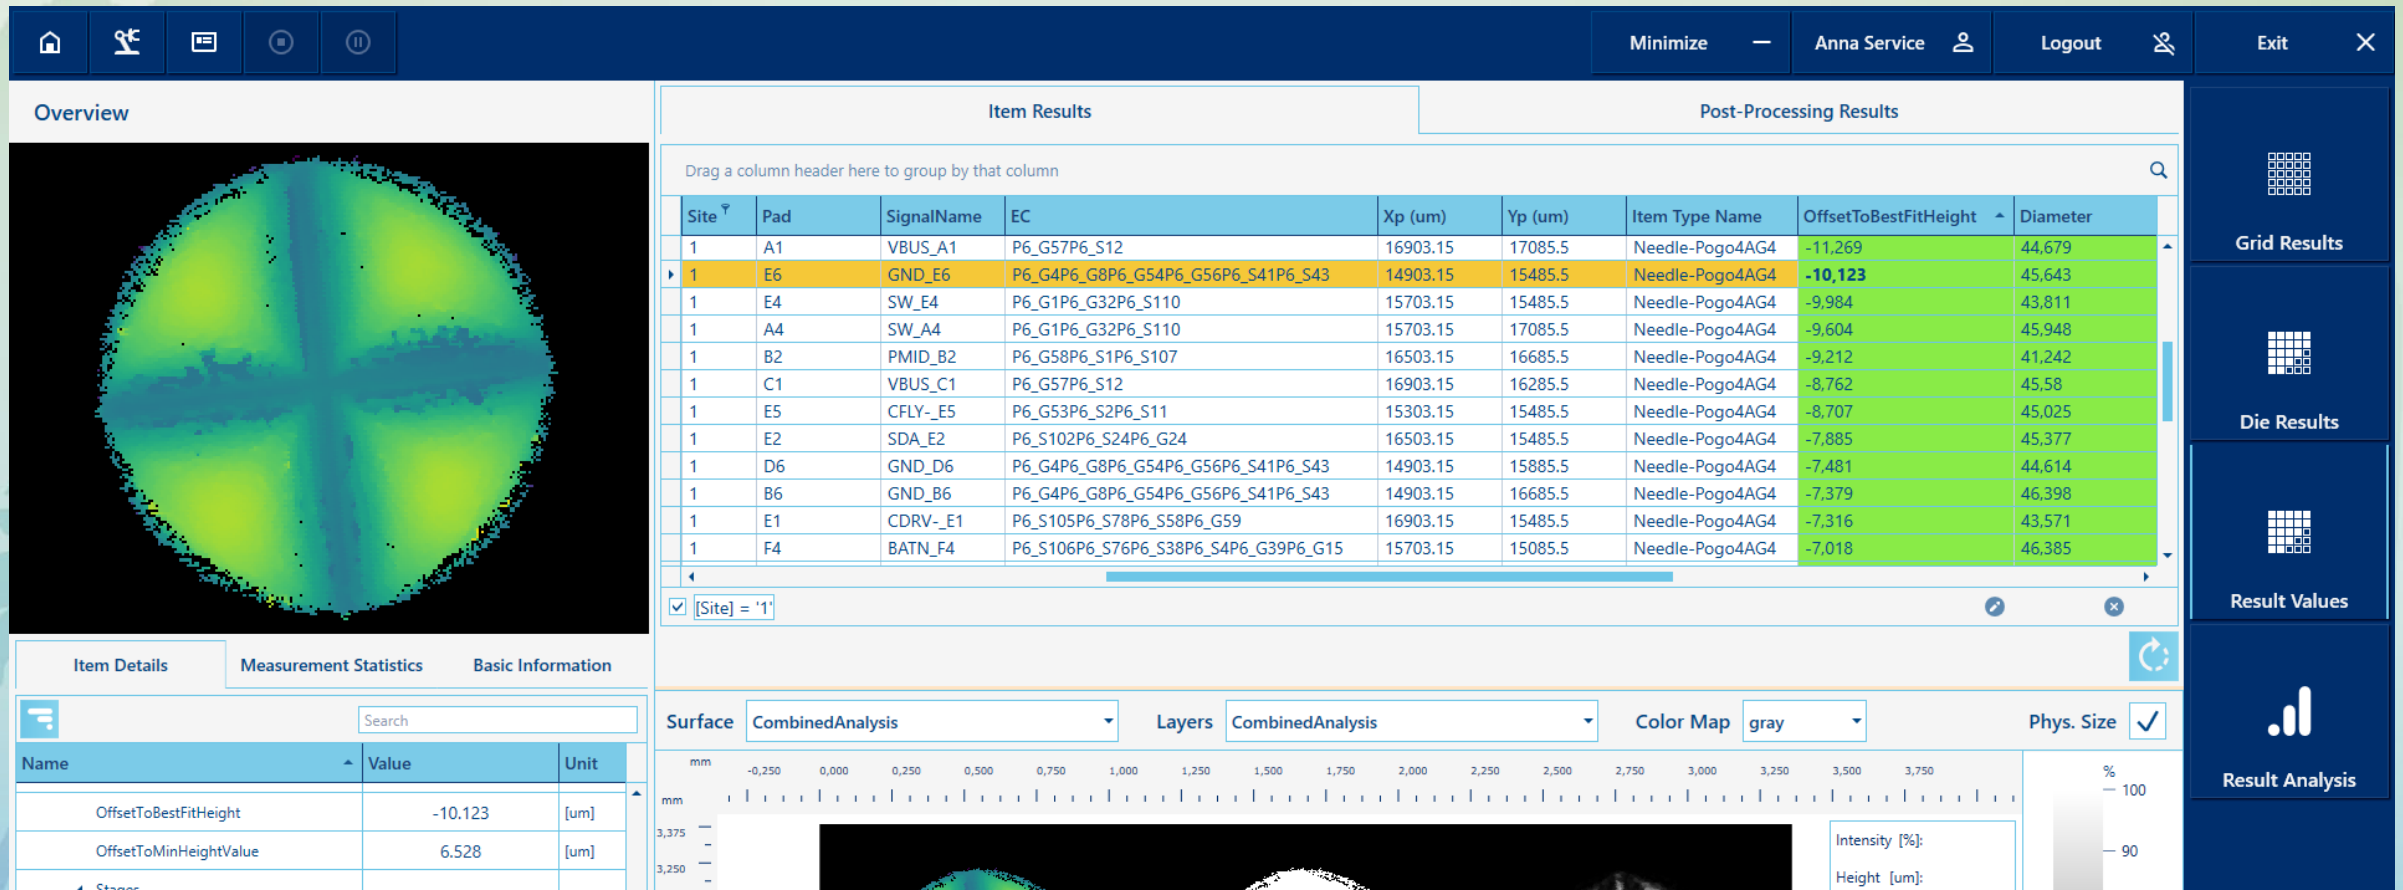 Minimize Anna Service Logout Exit
Overview
Item Results Post-Processing Results
Drag a column header here to group by that column
Site Pad SignalName EC Xp (um) Yp (um) Item Type Name OffsetToBestFitHeight Diameter
1 A1 VBUS_A1 P6_G57P6_S12 16903.15 17085.5 Needle-Pogo4AG4 -11,269 44,679
1 E6 GND_E6 P6_G4P6_G8P6_G54P6_G56P6_S41P6_S43 14903.15 15485.5 Needle-Pogo4AG4 -10,123 45,643
1 E4 SW_E4 P6_G1P6_G32P6_S110 15703.15 15485.5 Needle-Pogo4AG4 -9,984 43,811
1 A4 SW_A4 P6_G1P6_G32P6_S110 15703.15 17085.5 Needle-Pogo4AG4 -9,604 45,948
1 B2 PMID_B2 P6_G58P6_S1P6_S107 16503.15 16685.5 Needle-Pogo4AG4 -9,212 41,242
1 C1 VBUS_C1 P6_G57P6_S12 16903.15 16285.5 Needle-Pogo4AG4 -8,762 45,58
1 E5 CFLY-_E5 P6_G53P6_S2P6_S11 15303.15 15485.5 Needle-Pogo4AG4 -8,707 45,025
1 E2 SDA_E2 P6_S102P6_S24P6_G24 16503.15 15485.5 Needle-Pogo4AG4 -7,885 45,377
1 D6 GND_D6 P6_G4P6_G8P6_G54P6_G56P6_S41P6_S43 14903.15 15885.5 Needle-Pogo4AG4 -7,481 44,614
1 B6 GND_B6 P6_G4P6_G8P6_G54P6_G56P6_S41P6_S43 14903.15 16685.5 Needle-Pogo4AG4 -7,379 46,398
1 E1 CDRV-_E1 P6_S105P6_S78P6_S58P6_G59 16903.15 15485.5 Needle-Pogo4AG4 -7,316 43,571
1 F4 BATN_F4 P6_S106P6_S76P6_S38P6_S4P6_G39P6_G15 15703.15 15085.5 Needle-Pogo4AG4 -7,018 46,385
[Site] = '1'
Grid Results
Die Results
Result Values
Result Analysis
Item Details Measurement Statistics Basic Information
Search
Name Value Unit
OffsetToBestFitHeight -10.123 [um]
OffsetToMinHeightValue 6.528 [um]
Stages
Surface CombinedAnalysis Layers CombinedAnalysis Color Map gray Phys. Size
mm -0,250 0,000 0,250 0,500 0,750 1,000 1,250 1,500 1,750 2,000 2,250 2,500 2,750 3,000 3,250 3,500 3,750
mm
3,375
3,250
Intensity [%]:
Height [um]:
%
100
90